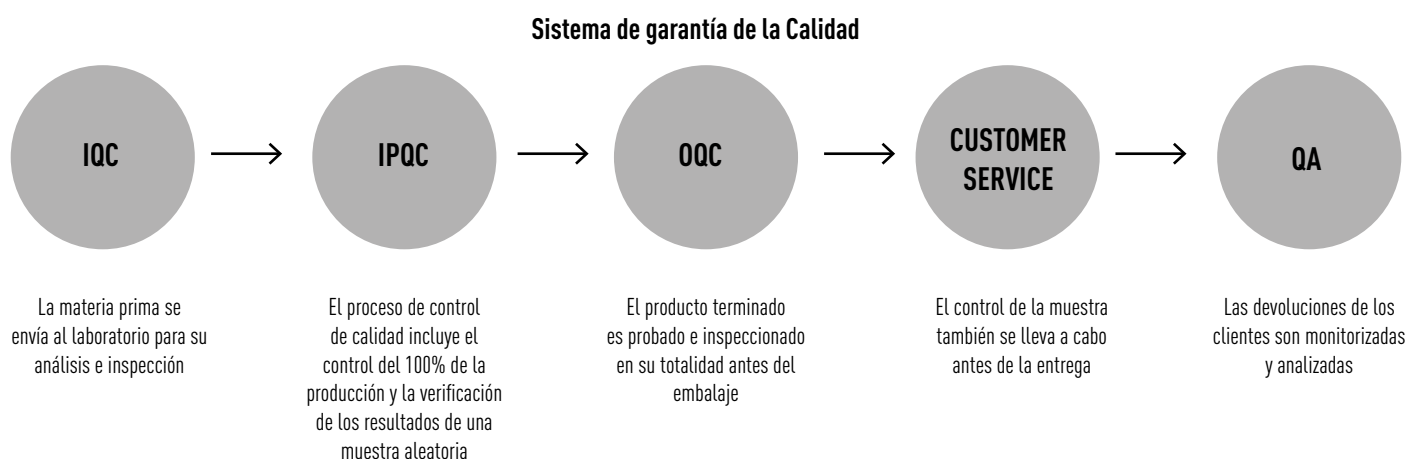 Sistema de garantía de la Calidad
IQC
IPQC
OQC
CUSTOMER
SERVICE
QA
La materia prima se
envía al laboratorio para su
análisis e inspección
El proceso de control
de calidad incluye el
control del 100% de la
producción y la verificación
de los resultados de una
muestra aleatoria
El producto terminado
es probado e inspeccionado
en su totalidad antes del
embalaje
El control de la muestra
también se lleva a cabo
antes de la entrega
Las devoluciones de los
clientes son monitorizadas
y analizadas